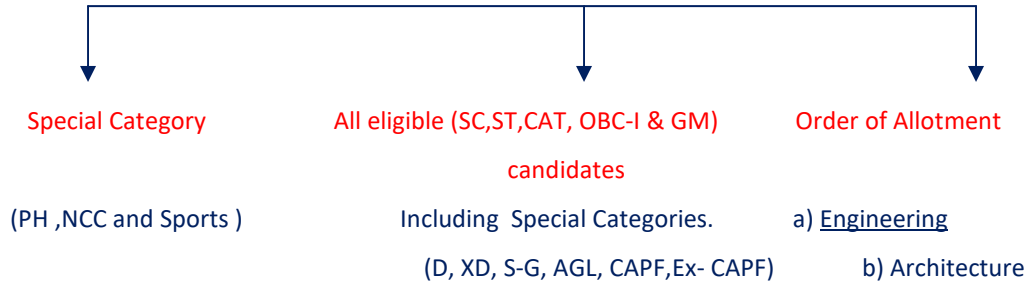 Special Category
All eligible (SC,ST,CAT, OBC-I & GM)
candidates
Order of Allotment
(PH ,NCC and Sports )
Including Special Categories.
(D, XD, S-G, AGL, CAPF,Ex- CAPF)
a) Engineering
b) Architecture